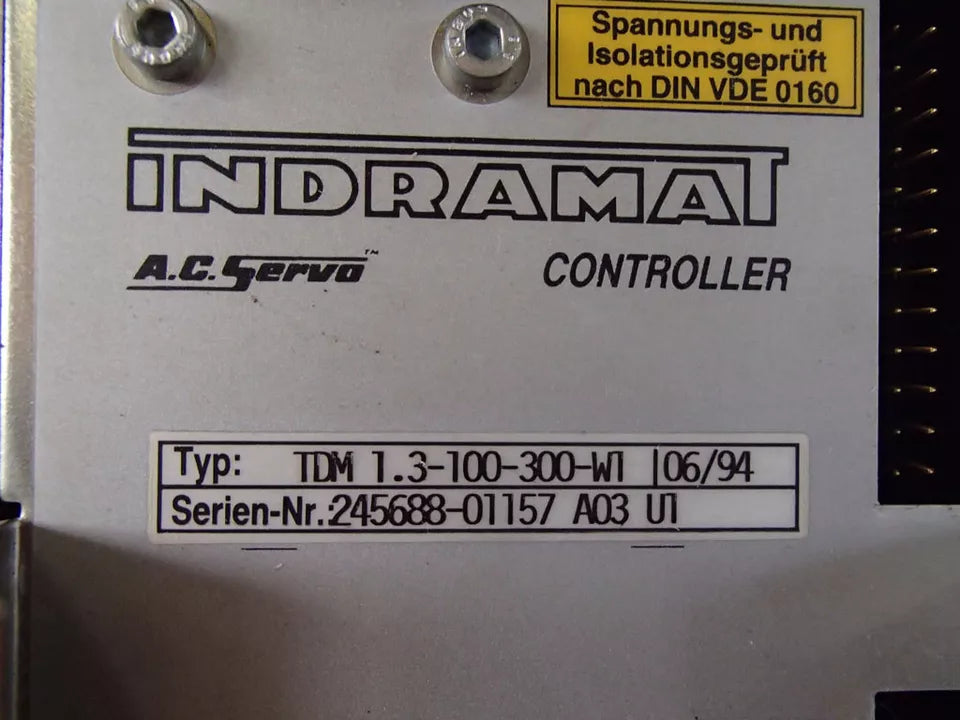 Spannungs- und
Isolationsgeprüft
nach DIN VDE 0160
INDRAMAT
A.C. Servo™ CONTROLLER
Typ: TDM 1.3-100-300-W1 |06/94
Serien-Nr.:245688-01157 A03 U1